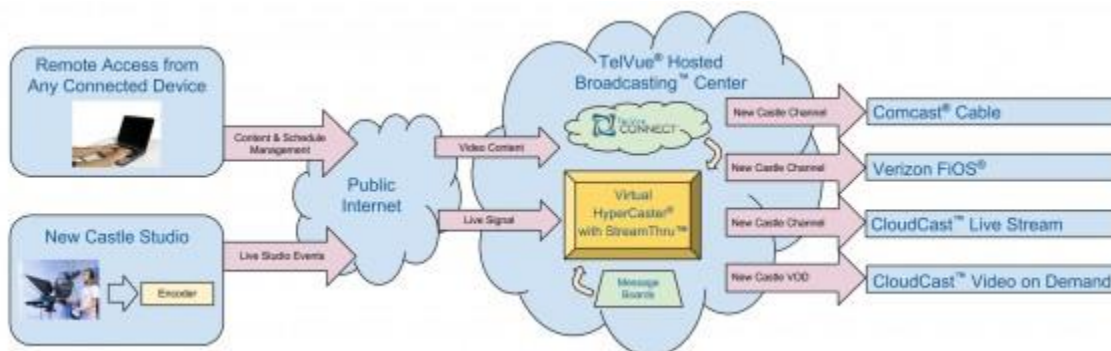 Remote Access from
Any Connected Device
Content & Schedule
Management
New Castle Studio
Encoder
Live Studio Events
Public
Internet
Video Content
Live Signal
TelVue® Hosted
Broadcasting™ Center
TelVue
CONNECT
Virtual
HyperCaster®
with StreamThru™
Message
Boards
New Castle Channel
Comcast® Cable
New Castle Channel
Verizon FiOS®
New Castle Channel
CloudCast™ Live Stream
New Castle VOD
CloudCast™ Video on Demand